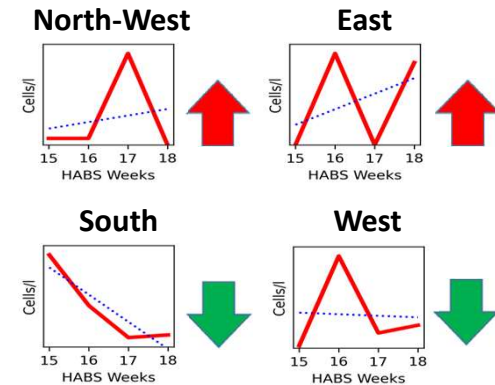 North-West
Cells/l
15 16 17 18
HABS Weeks
East
Cells/l
15 16 17 18
HABS Weeks
South
Cells/l
15 16 17 18
HABS Weeks
West
Cells/l
15 16 17 18
HABS Weeks